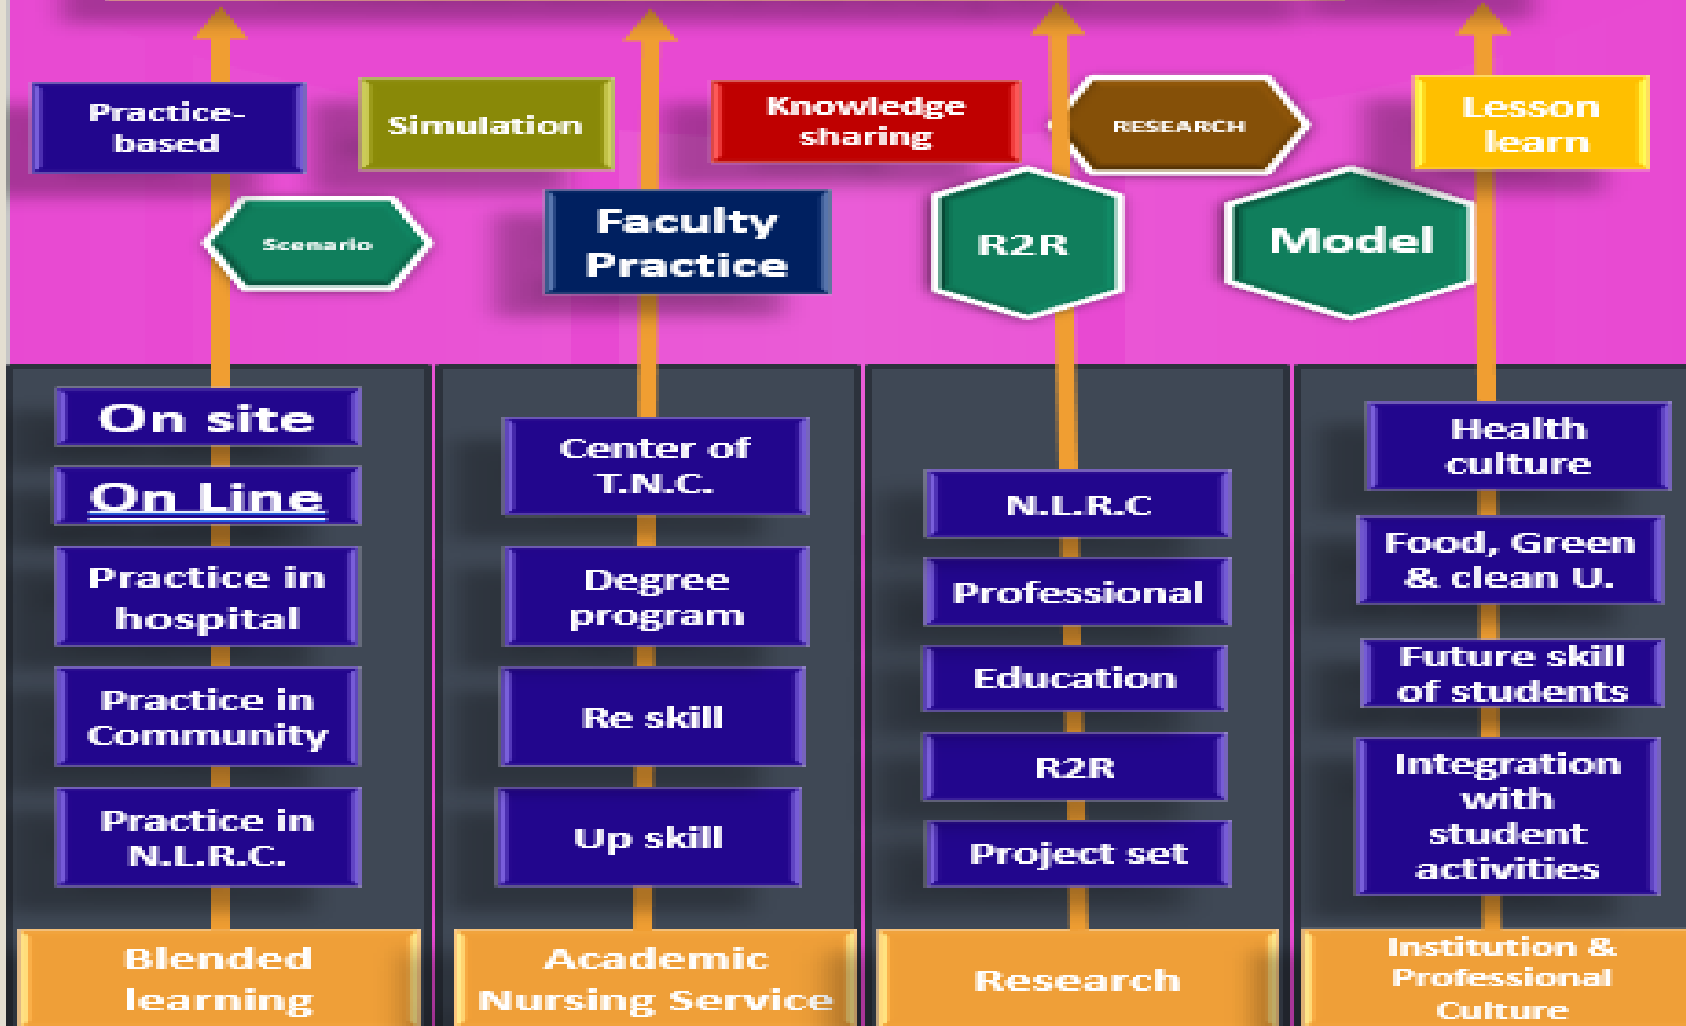 Practice-
based
Simulation
Knowledge
sharing
RESEARCH
Lesson
learn
Scenario
Faculty
Practice
R2R
Model
On site
On Line
Practice in
hospital
Practice in
Community
Practice in
N.L.R.C.
Blended
learning
Center of
T.N.C.
Degree
program
Re skill
Up skill
Academic
Nursing Service
N.L.R.C
Professional
Education
R2R
Project set
Research
Health
culture
Food, Green
& clean U.
Future skill
of students
Integration
with
student
activities
Institution &
Professional
Culture